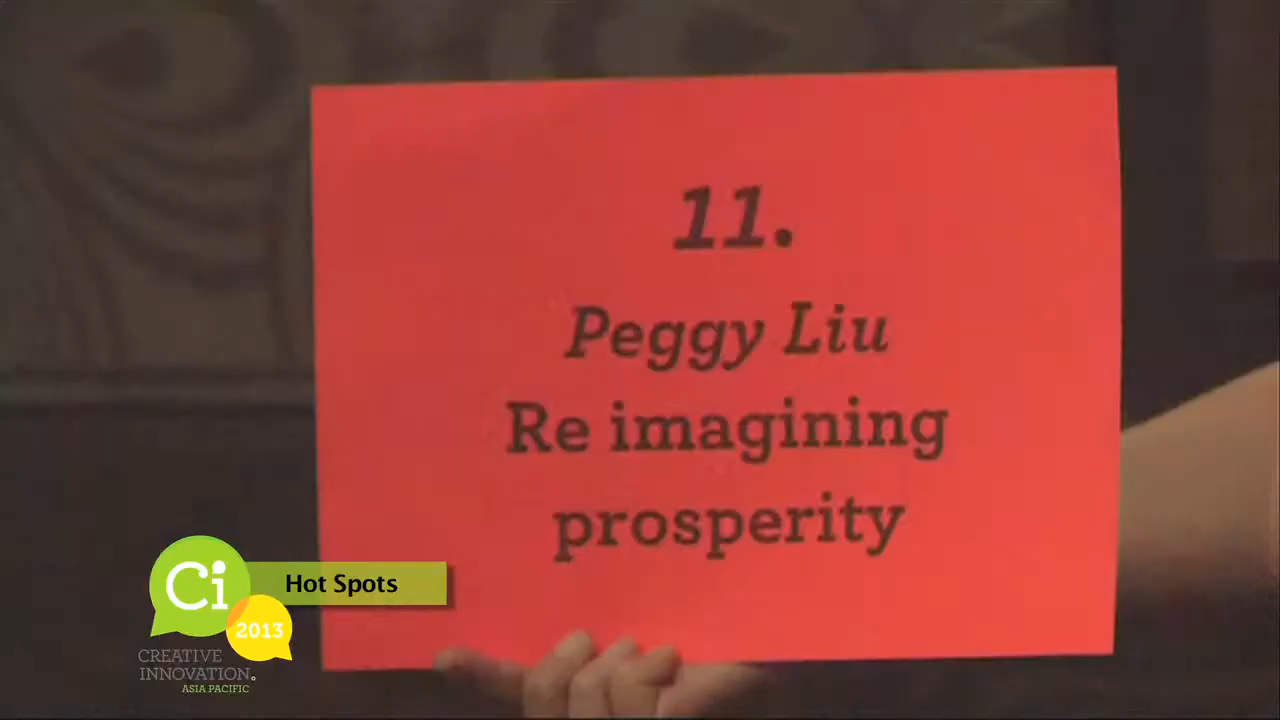 11.
Peggy Liu
Re imagining
prosperity
Ci
Hot Spots
2013
CREATIVE
INNOVATION.
ASIA PACIFIC